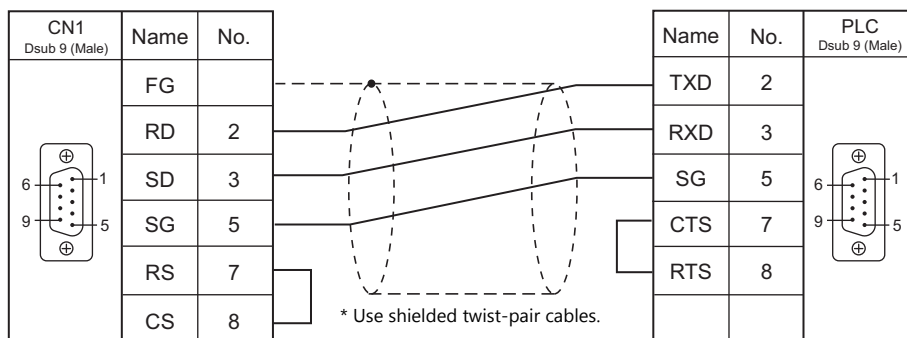 CN1
Dsub 9 (Male)
Name No.
FG
RD 2
SD 3
SG 5
RS 7
CS 8
6 1
9 5
* Use shielded twist-pair cables.
Name No.
PLC
Dsub 9 (Male)
TXD 2
RXD 3
SG 5
CTS 7
RTS 8
6 1
9 5